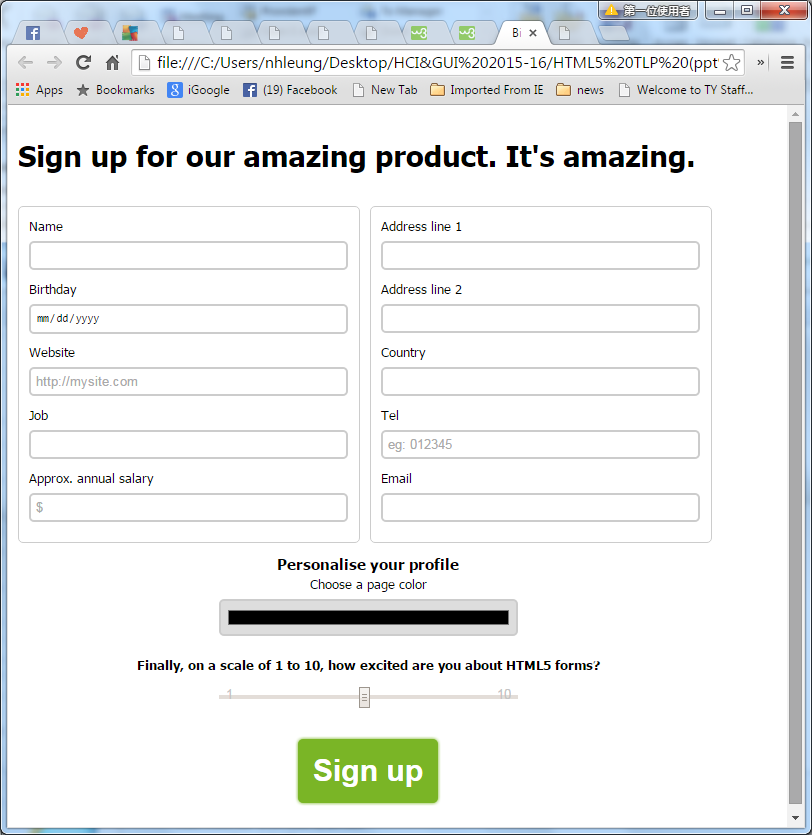 第一位使用者
Bi
file:///C:/Users/nhleung/Desktop/HCI&GUI%202015-16/HTML5%20TLP%20(ppt
Apps Bookmarks iGoogle (19) Facebook New Tab Imported From IE news Welcome to TY Staff...
Sign up for our amazing product. It's amazing.
Name
Birthday
mm/dd/yyyy
Website
http://mysite.com
Job
Approx. annual salary
$
Address line 1
Address line 2
Country
Tel
eg: 012345
Email
Personalise your profile
Choose a page color
Finally, on a scale of 1 to 10, how excited are you about HTML5 forms?
1 10
Sign up